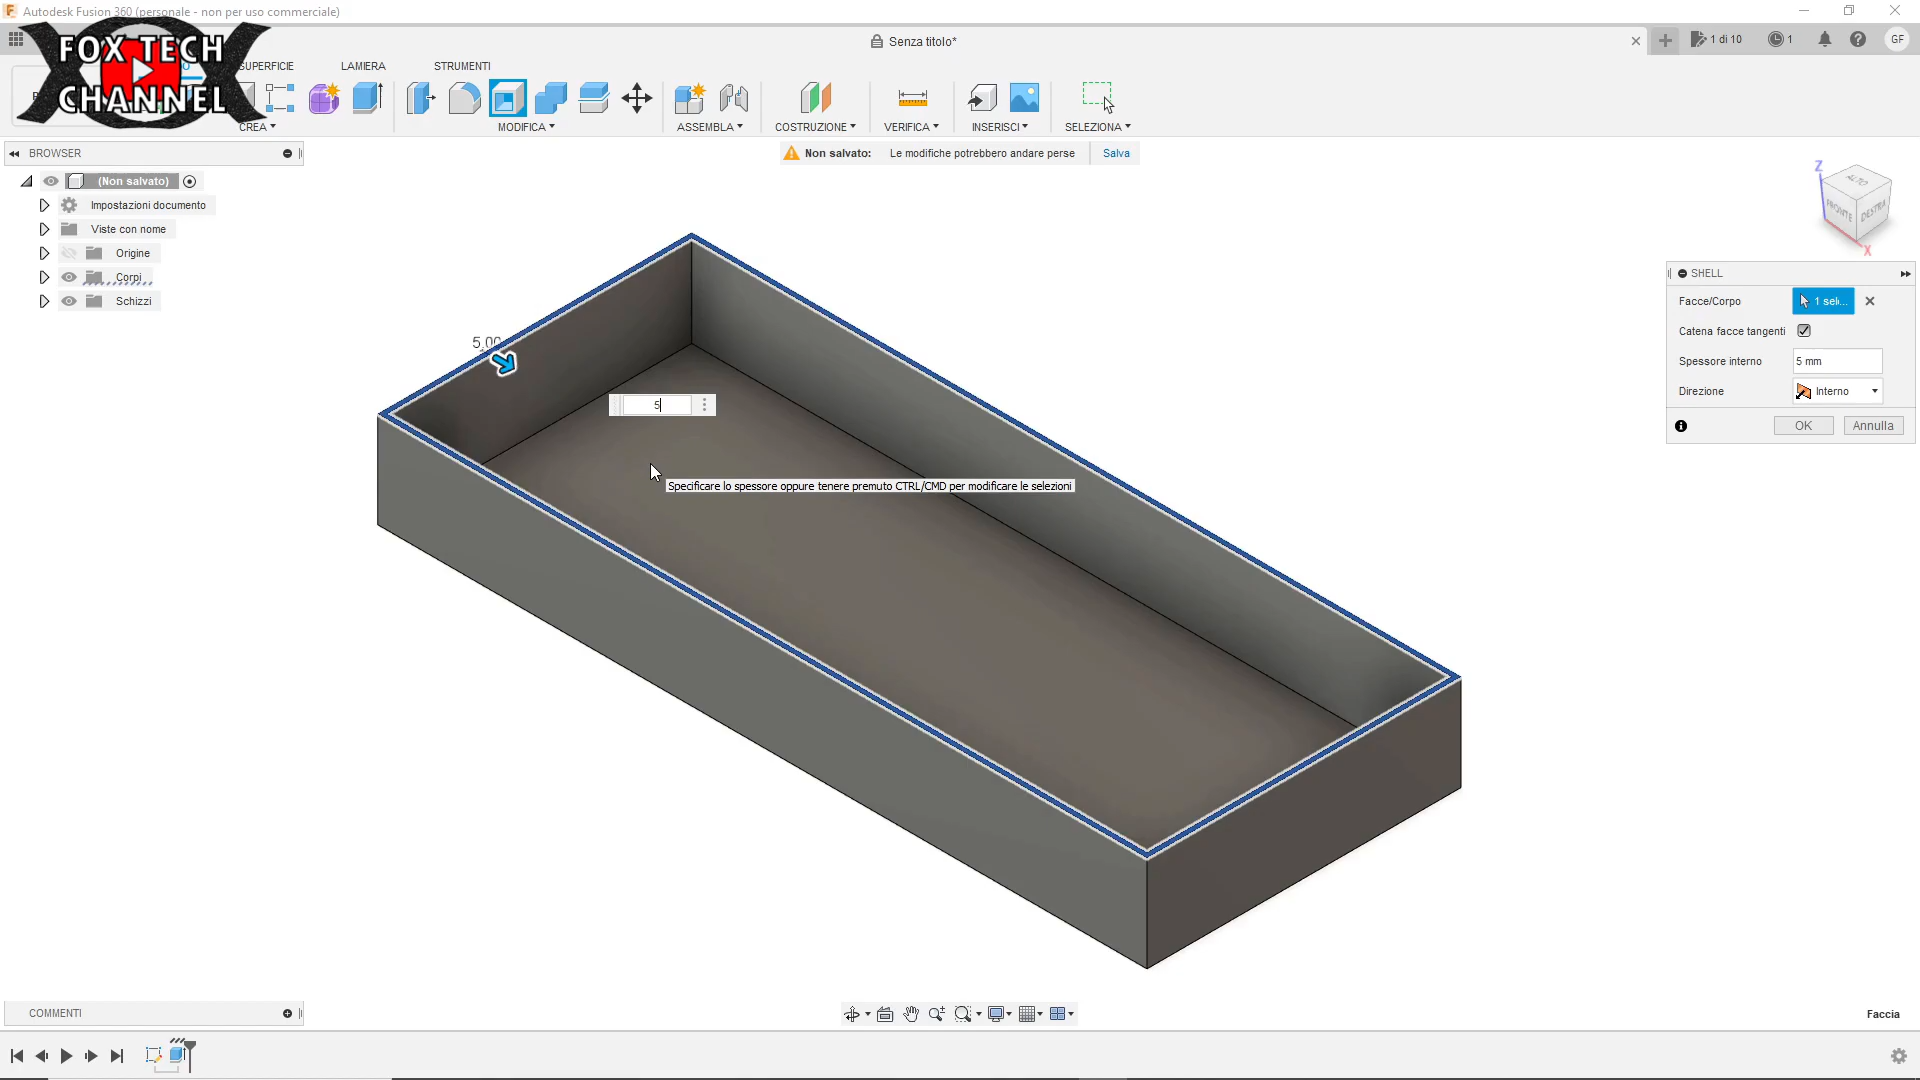 Autodesk Fusion 360 (personale - non per uso commerciale)
Senza titolo*
1 di 10
1
GF
FOX TECH
CHANNEL
SUPERFICIE
LAMIERA
STRUMENTI
CREA
MODIFICA
ASSEMBLA
COSTRUZIONE
VERIFICA
INSERISCI
SELEZIONA
BROWSER
Non salvato:
Le modifiche potrebbero andare perse
Salva
(Non salvato)
Impostazioni documento
Viste con nome
Origine
Corpi
Schizzi
Z
ALTO
FRONTE
DESTRA
X
SHELL
Facce/Corpo
1 sel...
Catena facce tangenti
Spessore interno
5 mm
Direzione
Interno
OK
Annulla
5.00
5
Specificare lo spessore oppure tenere premuto CTRL/CMD per modificare le selezioni
COMMENTI
Faccia